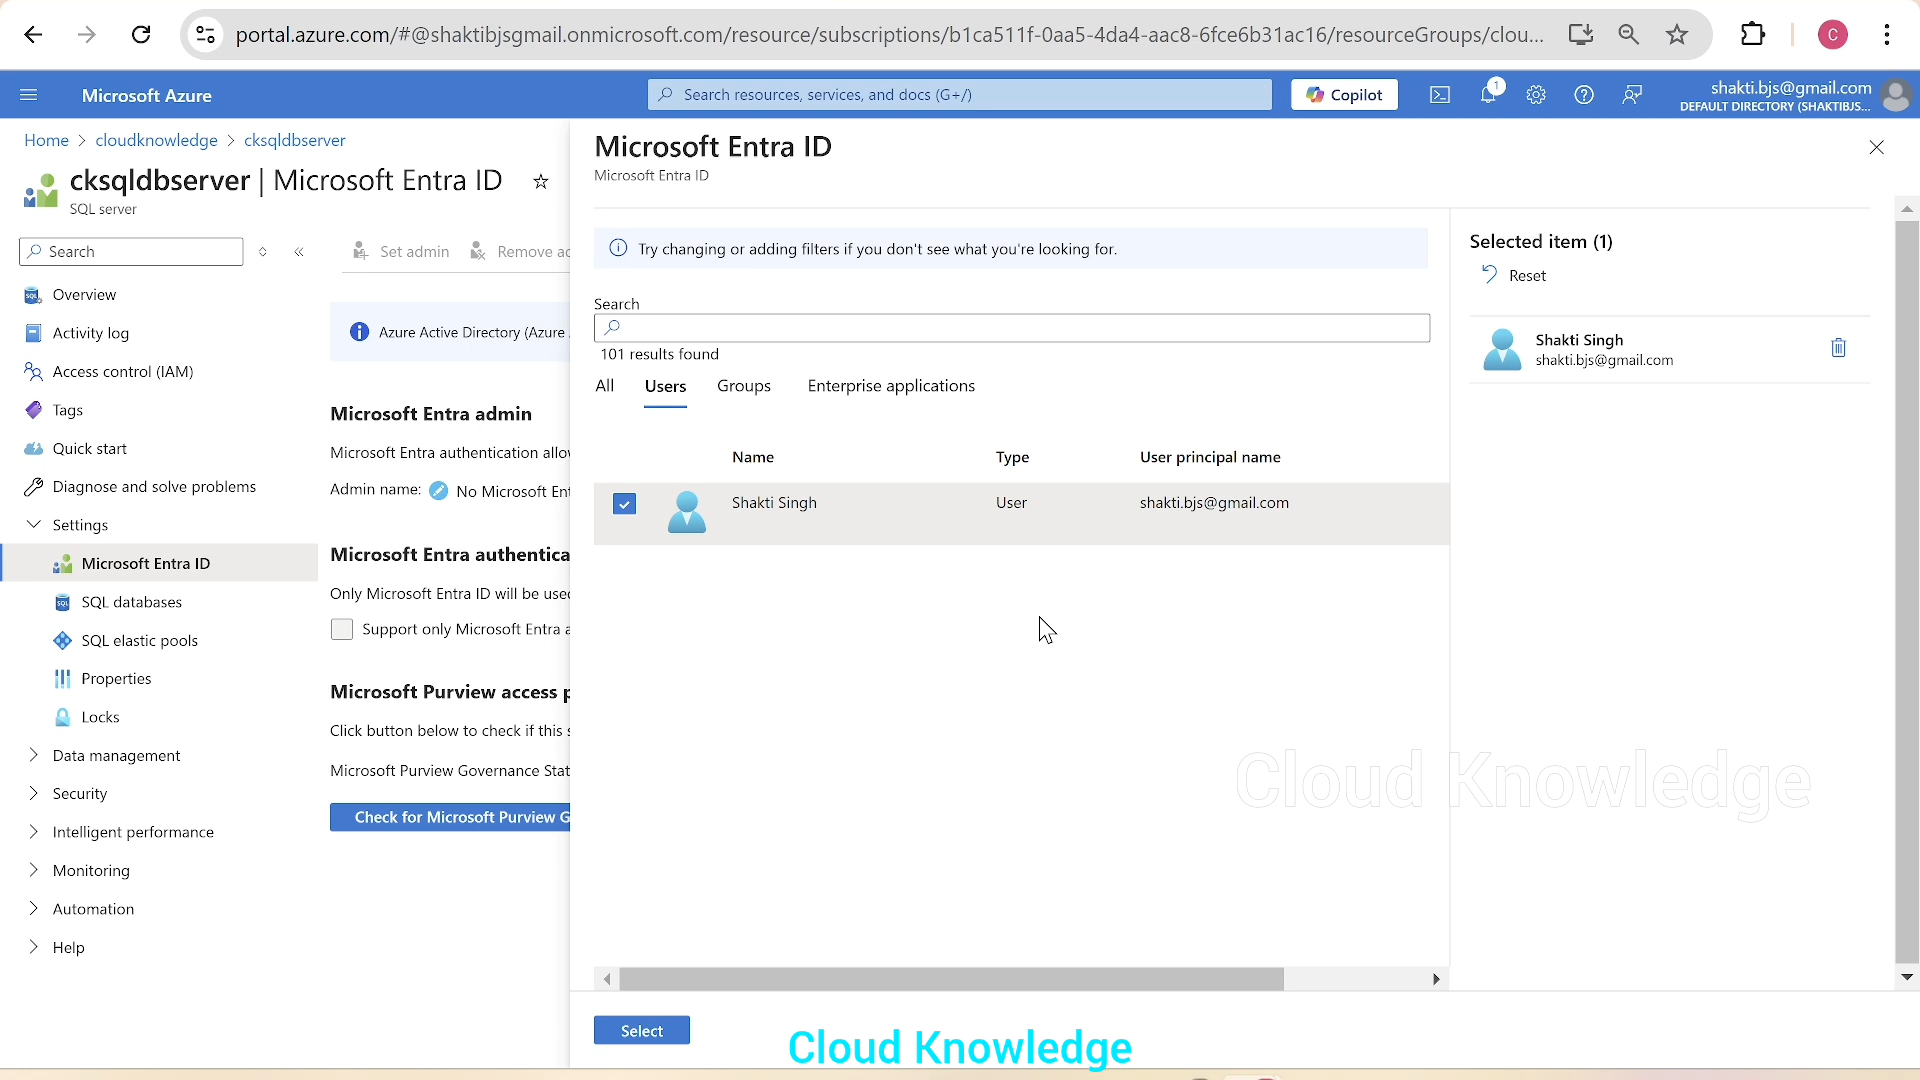 portal.azure.com/#@shaktibjsgmail.onmicrosoft.com/resource/subscriptions/b1ca511f-0aa5-4da4-aac8-6fce6b31ac16/resourceGroups/clou...
C
Microsoft Azure
Search resources, services, and docs (G+/)
Copilot
1
shakti.bjs@gmail.com
DEFAULT DIRECTORY (SHAKTIBJS...
Home > cloudknowledge > cksqldbserver
cksqldbserver | Microsoft Entra ID
SQL server
Search
Overview
Activity log
Access control (IAM)
Tags
Quick start
Diagnose and solve problems
Settings
Microsoft Entra ID
SQL databases
SQL elastic pools
Properties
Locks
Data management
Security
Intelligent performance
Monitoring
Automation
Help
Set admin
Remove ad
Azure Active Directory (Azure
Microsoft Entra admin
Microsoft Entra authentication allo
Admin name: No Microsoft Ent
Microsoft Entra authentica
Only Microsoft Entra ID will be use
Support only Microsoft Entra a
Microsoft Purview access p
Click button below to check if this s
Microsoft Purview Governance Stat
Check for Microsoft Purview G
Microsoft Entra ID
Microsoft Entra ID
Try changing or adding filters if you don't see what you're looking for.
Search
101 results found
All
Users
Groups
Enterprise applications
Name
Type
User principal name
Shakti Singh
User
shakti.bjs@gmail.com
Selected item (1)
Reset
Shakti Singh
shakti.bjs@gmail.com
Cloud Knowledge
Select
Cloud Knowledge